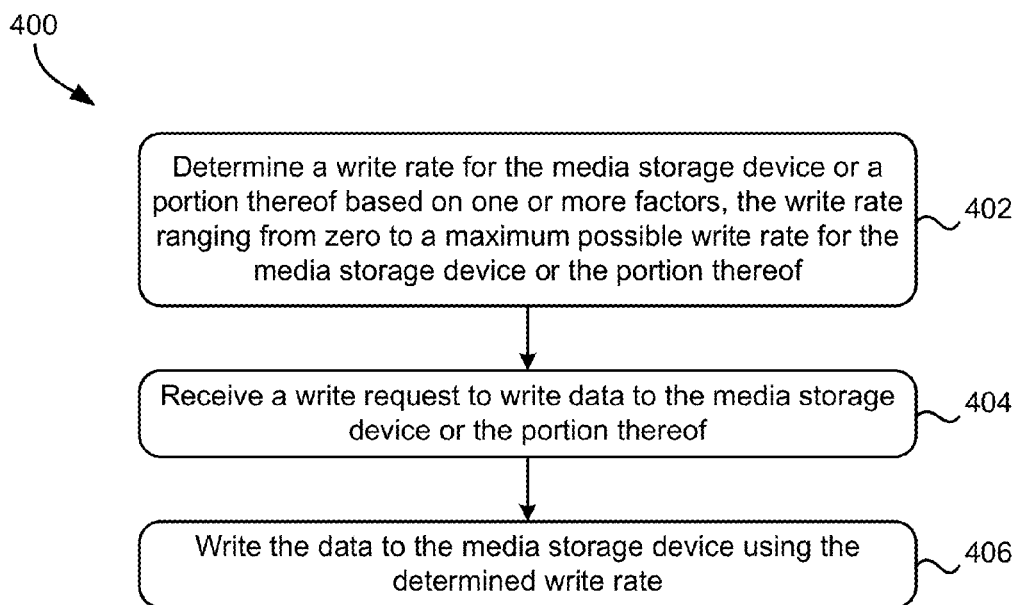 400
Determine a write rate for the media storage device or a
portion thereof based on one or more factors, the write rate
ranging from zero to a maximum possible write rate for the
media storage device or the portion thereof
402
Receive a write request to write data to the media storage
device or the portion thereof
404
Write the data to the media storage device using the
determined write rate
406